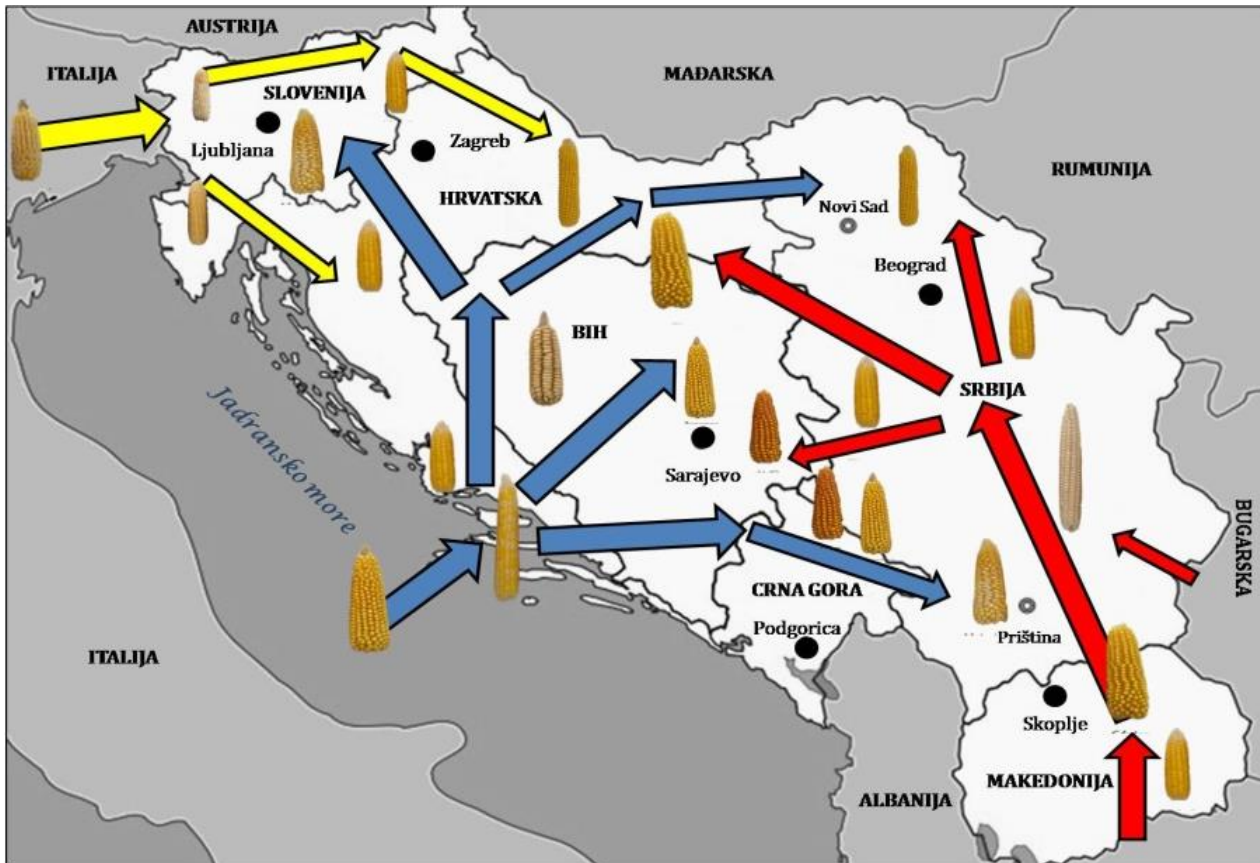 AUSTRIJA
ITALIJA
MAĐARSKA
SLOVENIJA
Ljubljana
Zagreb
HRVATSKA
RUMUNIJA
Novi Sad
Beograd
BIH
SRBIJA
Jadransko more
Sarajevo
BUGARSKA
CRNA GORA
Podgorica
Priština
ITALIJA
Skoplje
MAKEDONIJA
ALBANIJA